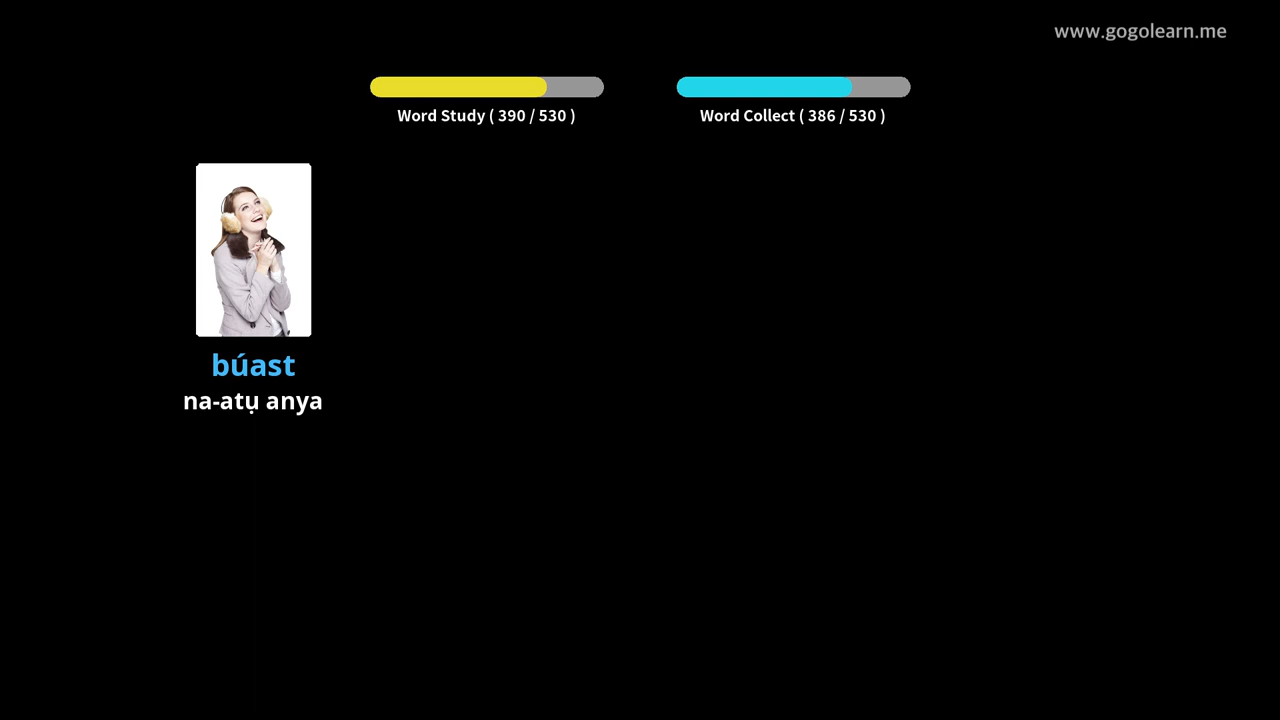 www.gogolearn.me
Word Study ( 390 / 530 )
Word Collect ( 386 / 530 )
búast
na-atụ anya